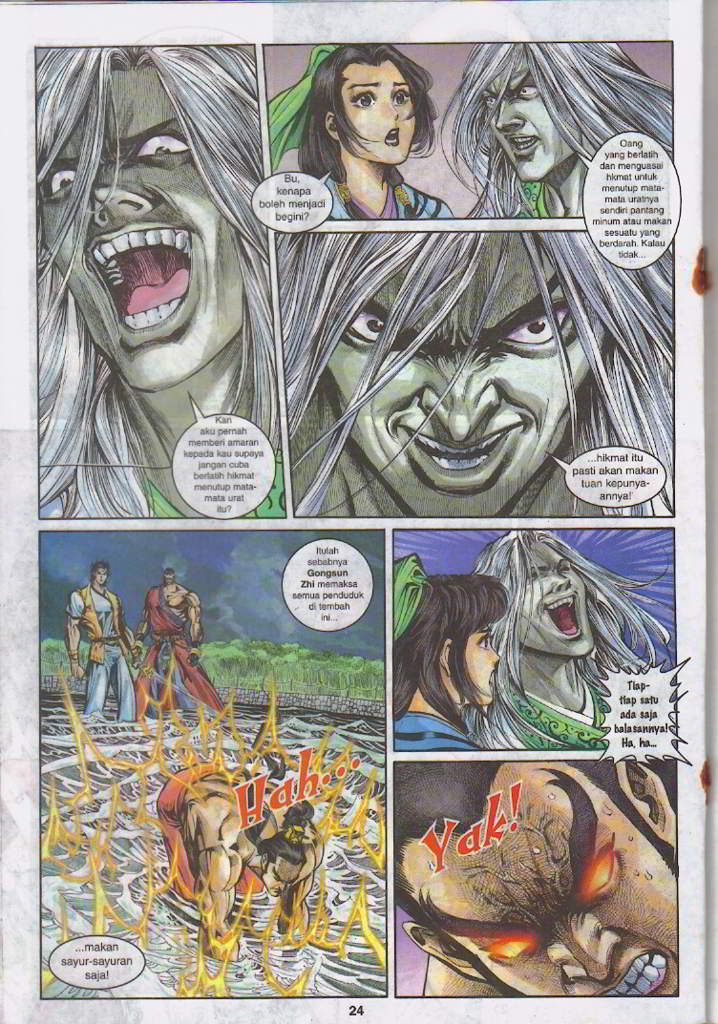 Bu,
kenapa
boleh menjadi
begini?
Oang
yang berlatih
dan menguasai
hikmat untuk
menutup mata-
mata uratnya
sendiri pantang
minum atau makan
sesuatu yang
berdarah. Kalau
tidak...
Kan
aku pernah
memberi amaran
kepada kau supaya
jangan cuba
berlatih hikmat
menutup mata-
mata urat
itu?
...hikmat itu
pasti akan makan
tuan kepunya-
annya!
Itulah
sebabnya
Gongsun
Zhi memaksa
semua penduduk
di lembah
ini...
Hah...
...makan
sayur-sayuran
saja!
Tiap-
tiap satu
ada saja
balasannya!
Ha, ha...
Yak!
24